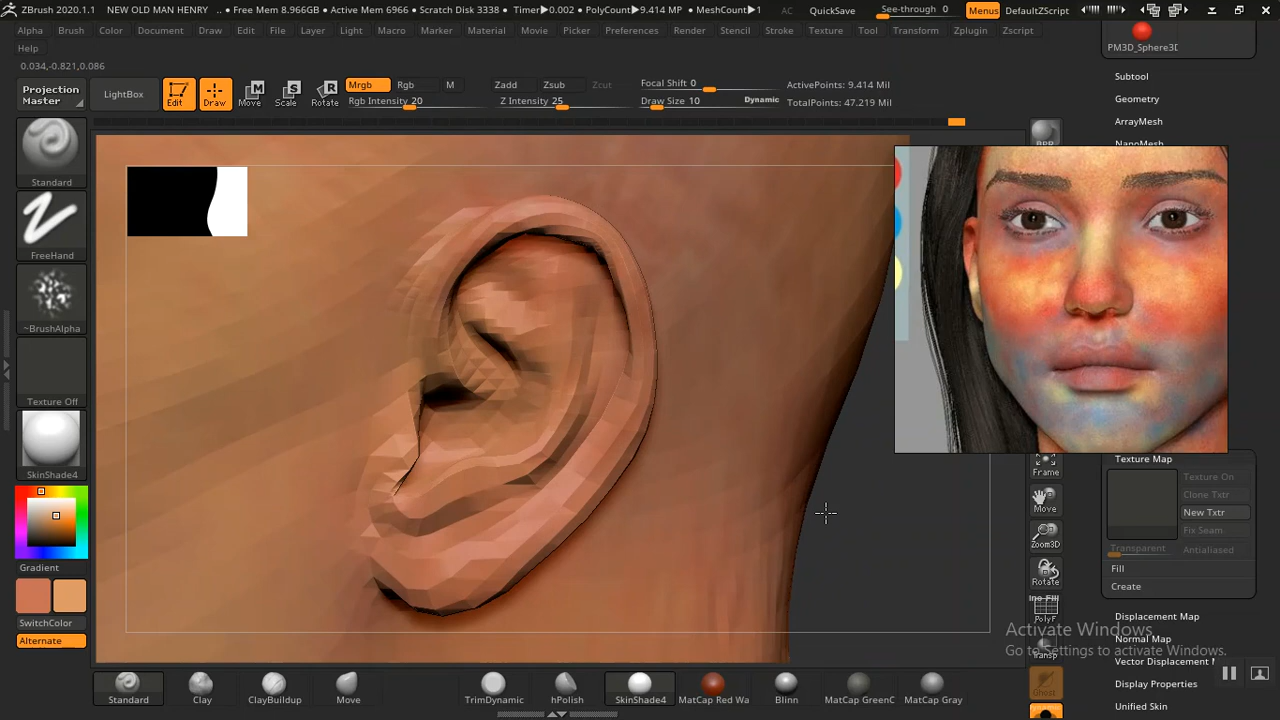 ZBrush 2020.1.1 NEW OLD MAN HENRY .. ● Free Mem 8.966GB ● Active Mem 6966 ● Scratch Disk 3338 ● Timer▶0.002 ● PolyCount▶9.414 MP ● MeshCount▶1 AC QuickSave See-through 0 Menus DefaultZScript
Alpha Brush Color Document Draw Edit File Layer Light Macro Marker Material Movie Picker Preferences Render Stencil Stroke Texture Tool Transform Zplugin Zscript
Help
PM3D_Sphere3D
0.034,-0.821,0.086
Projection Master
LightBox
Edit
Draw
Move
Scale
Rotate
Mrgb Rgb M
Rgb Intensity 20
Zadd Zsub Zcut
Z Intensity 25
Focal Shift 0
Draw Size 10 Dynamic
ActivePoints: 9.414 Mil
TotalPoints: 47.219 Mil
Subtool
Geometry
ArrayMesh
NanoMesh
BPR
Standard
FreeHand
~BrushAlpha
Texture Off
SkinShade4
Gradient
SwitchColor
Alternate
Frame
Move
Zoom3D
Rotate
PolyF
Transp
Ghost
Texture Map
Texture On
Clone Txtr
New Txtr
Fix Seam
Transparent Antialiased
Fill
Create
Displacement Map
Normal Map
Vector Displacement
Display Properties
Unified Skin
Activate Windows
Go to Settings to activate Windows.
Standard Clay ClayBuildup Move TrimDynamic hPolish SkinShade4 MatCap Red Wa Blinn MatCap GreenC MatCap Gray